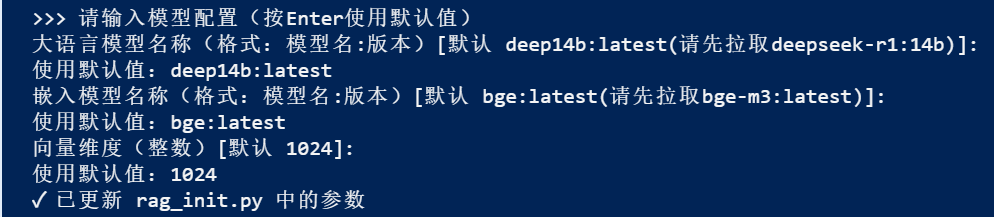 >>> 请输入模型配置（按Enter使用默认值）
大语言模型名称（格式：模型名:版本）[默认 deep14b:latest(请先拉取deepseek-r1:14b)]:
使用默认值：deep14b:latest
嵌入模型名称（格式：模型名:版本）[默认 bge:latest(请先拉取bge-m3:latest)]:
使用默认值：bge:latest
向量维度（整数）[默认 1024]:
使用默认值：1024
✓ 已更新 rag_init.py 中的参数